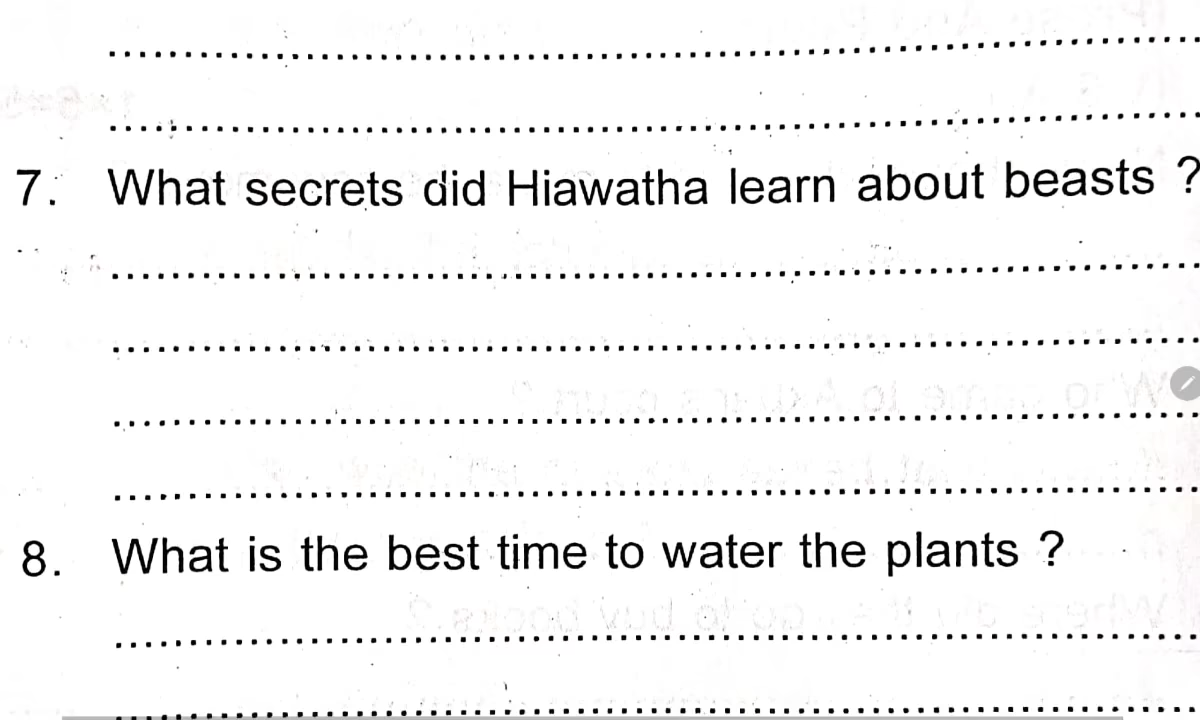 7. What secrets did Hiawatha learn about beasts ?
8. What is the best time to water the plants ?